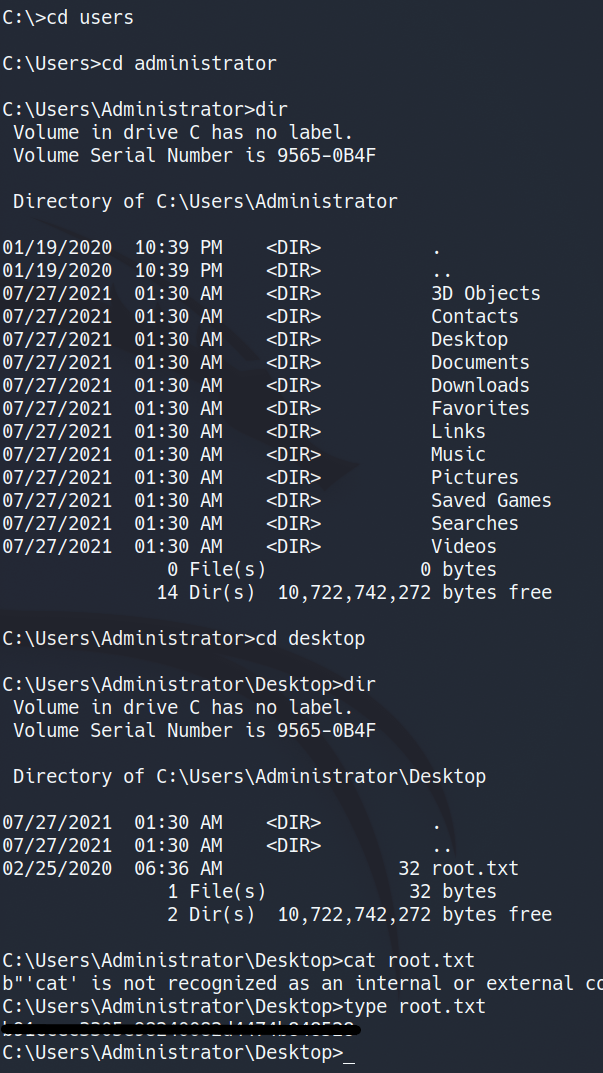 C:\>cd users
C:\Users>cd administrator
C:\Users\Administrator>dir
Volume in drive C has no label.
Volume Serial Number is 9565-0B4F
Directory of C:\Users\Administrator
01/19/2020  10:39 PM    <DIR>          .
01/19/2020  10:39 PM    <DIR>          ..
07/27/2021  01:30 AM    <DIR>          3D Objects
07/27/2021  01:30 AM    <DIR>          Contacts
07/27/2021  01:30 AM    <DIR>          Desktop
07/27/2021  01:30 AM    <DIR>          Documents
07/27/2021  01:30 AM    <DIR>          Downloads
07/27/2021  01:30 AM    <DIR>          Favorites
07/27/2021  01:30 AM    <DIR>          Links
07/27/2021  01:30 AM    <DIR>          Music
07/27/2021  01:30 AM    <DIR>          Pictures
07/27/2021  01:30 AM    <DIR>          Saved Games
07/27/2021  01:30 AM    <DIR>          Searches
07/27/2021  01:30 AM    <DIR>          Videos
0 File(s)              0 bytes
14 Dir(s)  10,722,742,272 bytes free
C:\Users\Administrator>cd desktop
C:\Users\Administrator\Desktop>dir
Volume in drive C has no label.
Volume Serial Number is 9565-0B4F
Directory of C:\Users\Administrator\Desktop
07/27/2021  01:30 AM    <DIR>          .
07/27/2021  01:30 AM    <DIR>          ..
02/25/2020  06:36 AM                32 root.txt
1 File(s)             32 bytes
2 Dir(s)  10,722,742,272 bytes free
C:\Users\Administrator\Desktop>cat root.txt
b"'cat' is not recognized as an internal or external co
C:\Users\Administrator\Desktop>type root.txt
C:\Users\Administrator\Desktop>_